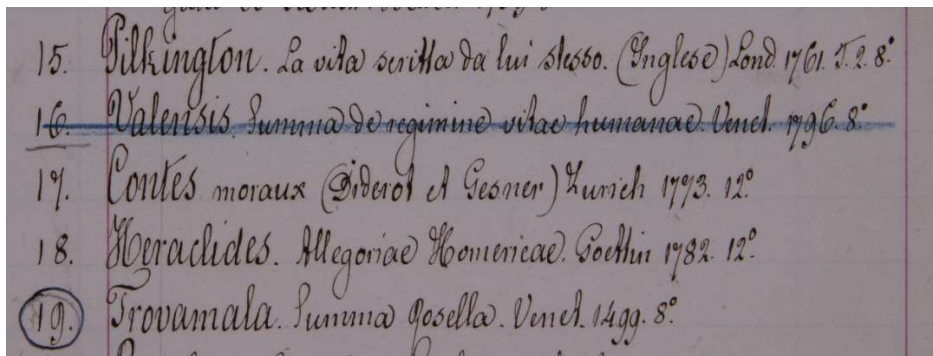 15. Pilkington. La vita scritta da lui stesso. (Inglese) Lond. 1761. T. 2. 8°
16. Valensis. Summa de regimine vitae humanae. Venet. 1796. 8°
17. Contes moraux (Diderot et Gesner) Zurich 1773. 12°
18. Heraclides. Allegoriae Homericae. Goettin 1782. 12°
19. Trovamala. Summa Rosella. Venet. 1499. 8°